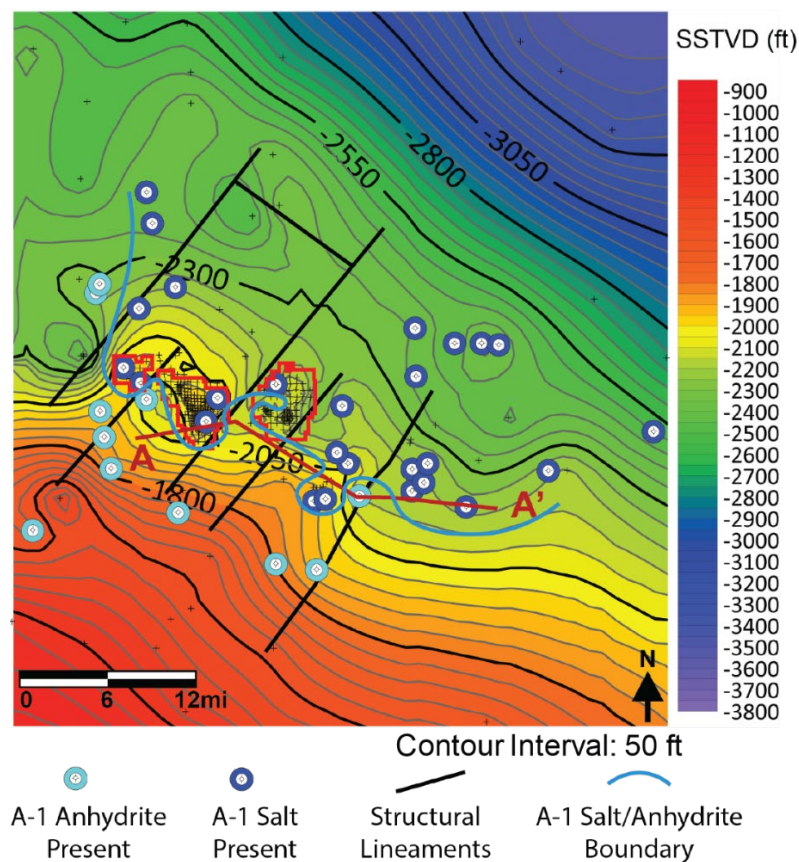 SSTVD (ft)
-900
-1000
-1100
-1200
-1300
-1400
-1500
-1600
-1700
-1800
-1900
-2000
-2100
-2200
-2300
-2400
-2500
-2600
-2700
-2800
-2900
-3000
-3100
-3200
-3300
-3400
-3500
-3600
-3700
-3800
-2550
-2800
-3050
-2300
-2050
-1800
A
A'
0 6 12mi
N
Contour Interval: 50 ft
A-1 Anhydrite
Present
A-1 Salt
Present
Structural
Lineaments
A-1 Salt/Anhydrite
Boundary